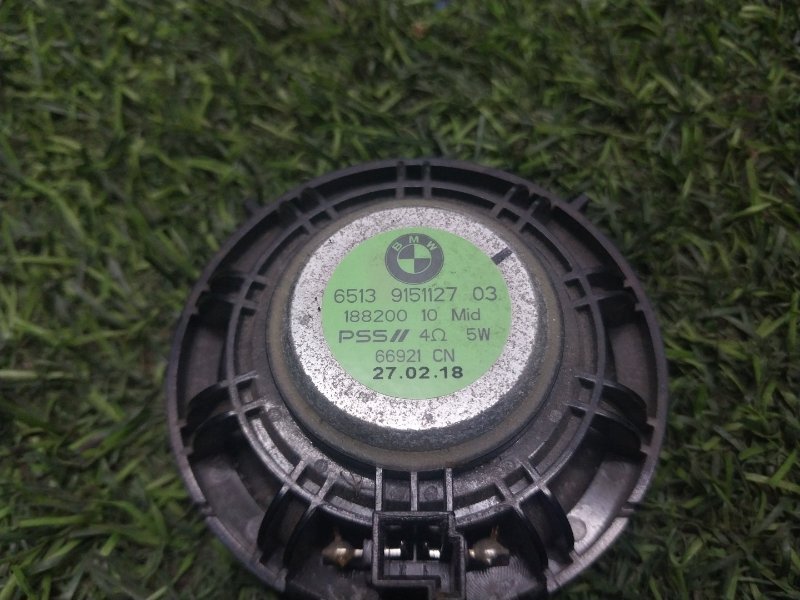 BMW
6513 9151127 03
188200 10 Mid
PSS// 4Ω 5W
66921 CN
27.02.18